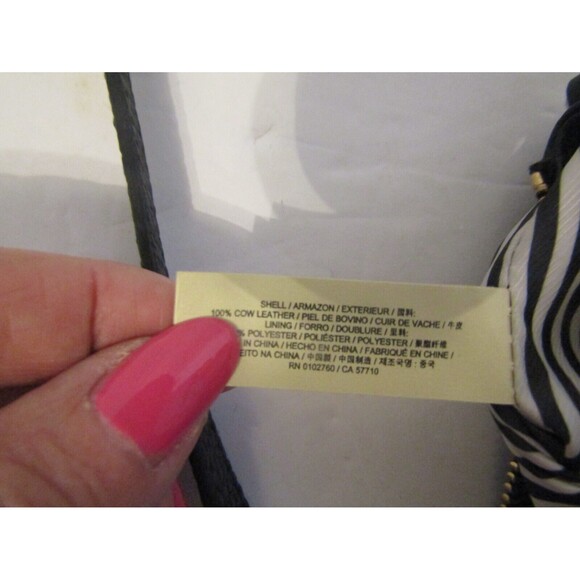 SHELL / ARMAZON / EXTERIEUR / 面料:
100% COW LEATHER / PIEL DE BOVINO / CUIR DE VACHE / 牛皮
LINING / FORRO / DOUBLURE / 里料:
% POLYESTER / POLIÉSTER / POLYESTER / 聚酯纤维
IN CHINA / HECHO EN CHINA / FABRIQUÉ EN CHINE /
EITO NA CHINA / 中国製 / 中国制造 / 제조국명 : 중국
RN 0102760 / CA 57710